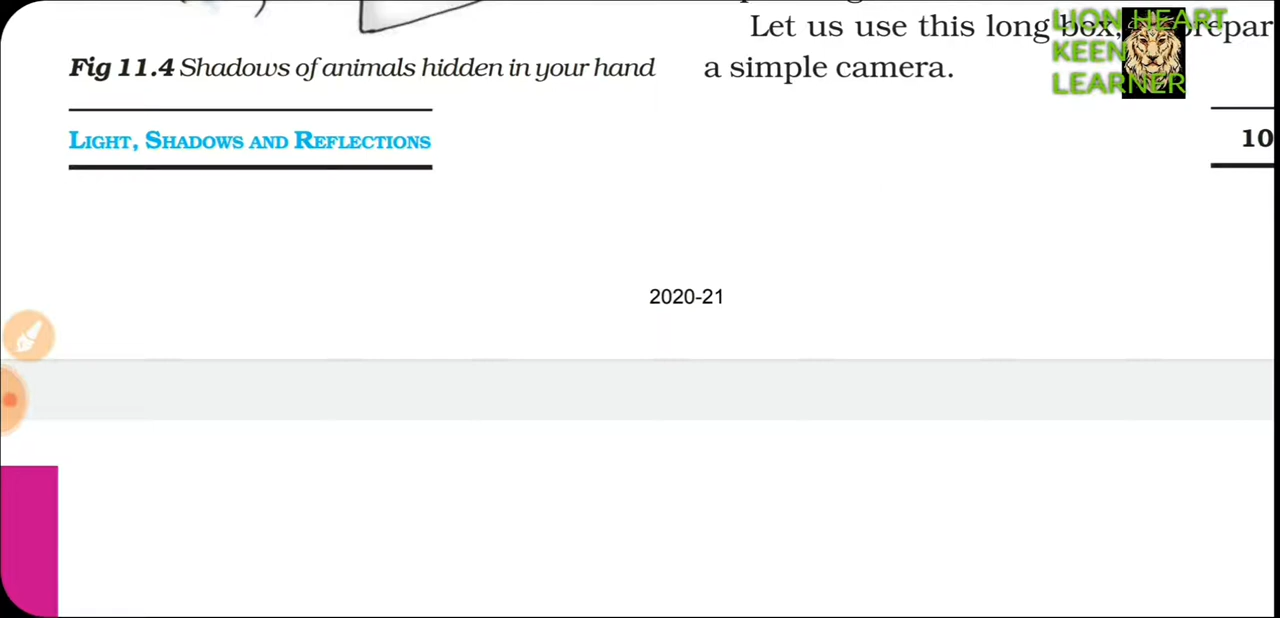 Let us use this long box,
a simple camera.
Fig 11.4 Shadows of animals hidden in your hand
LIGHT, SHADOWS AND REFLECTIONS
10
2020-21
LION HEART
KEEN
LEARNER